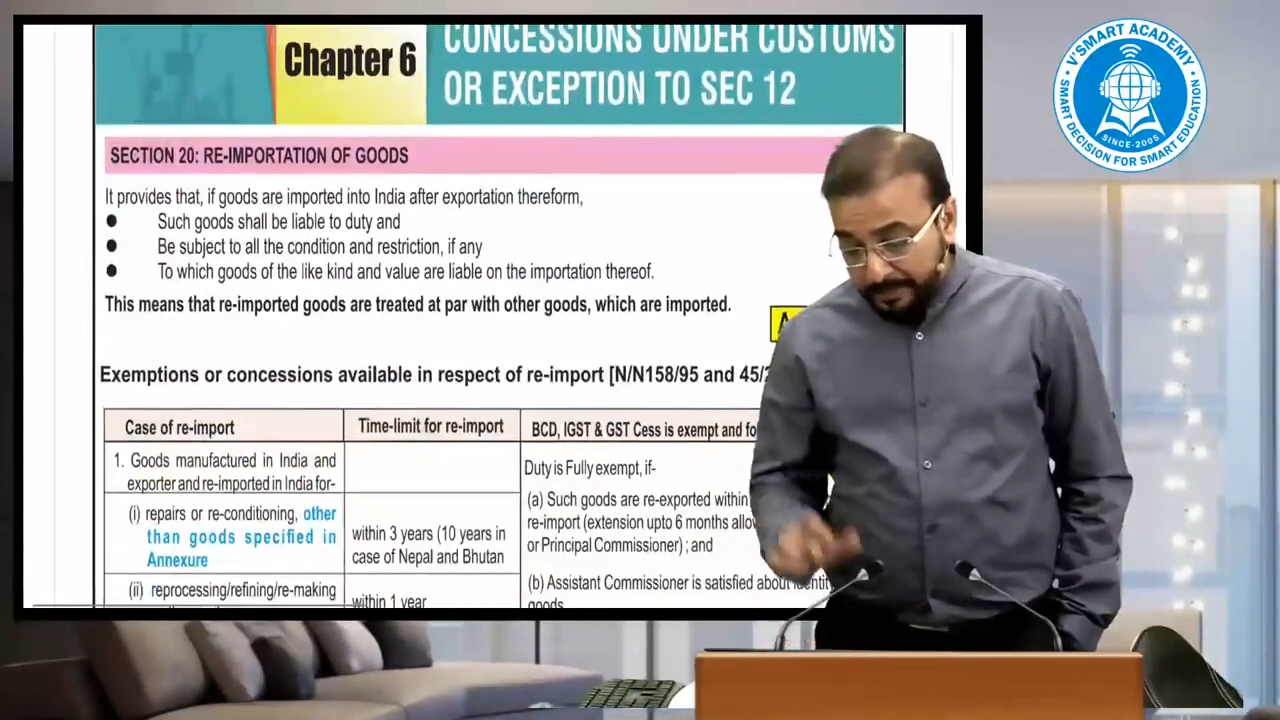 Chapter 6
CONCESSIONS UNDER CUSTOMS
OR EXCEPTION TO SEC 12
SECTION 20: RE-IMPORTATION OF GOODS
It provides that, if goods are imported into India after exportation thereform,
● Such goods shall be liable to duty and
● Be subject to all the condition and restriction, if any
● To which goods of the like kind and value are liable on the importation thereof.
This means that re-imported goods are treated at par with other goods, which are imported.
Exemptions or concessions available in respect of re-import [N/N158/95 and 45/
Case of re-import
Time-limit for re-import
BCD, IGST & GST Cess is exempt and
1. Goods manufactured in India and
exporter and re-imported in India for-
(i) repairs or re-conditioning, other
than goods specified in
Annexure
within 3 years (10 years in
case of Nepal and Bhutan
(ii) reprocessing/refining/re-making
within 1 year
Duty is Fully exempt, if-
(a) Such goods are re-exported within
re-import (extension upto 6 months
or Principal Commissioner) ; and
(b) Assistant Commissioner is satisfied about identity
goods
V'SMART ACADEMY
SMART DECISION FOR SMART EDUCATION
SINCE-2005